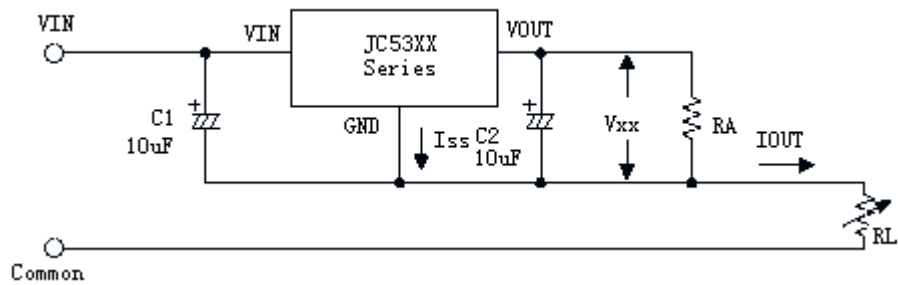 VIN
VIN
JC53XX
Series
VOUT
C1
10uF
GND
Iss
C2
10uF
Vxx
RA
IOUT
RL
Common